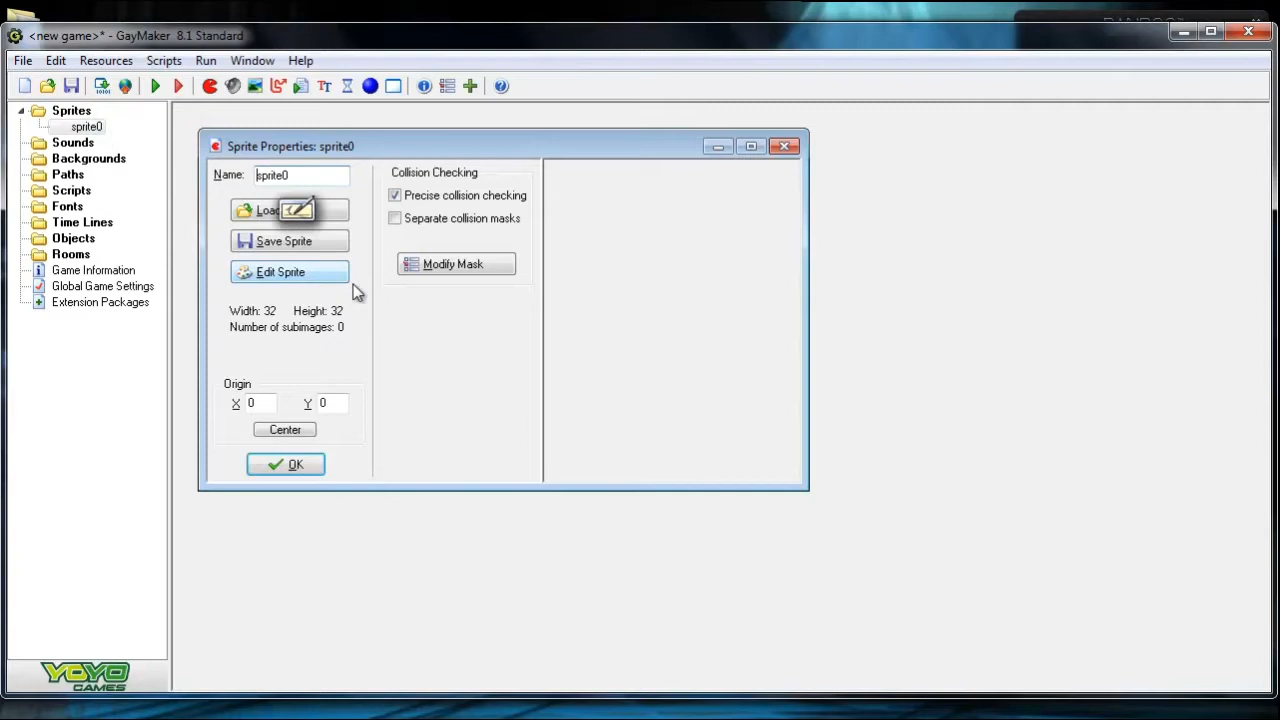 <new game>* - GayMaker 8.1 Standard
File Edit Resources Scripts Run Window Help
Sprites
sprite0
Sounds
Backgrounds
Paths
Scripts
Fonts
Time Lines
Objects
Rooms
Game Information
Global Game Settings
Extension Packages
YOYO
GAMES
Sprite Properties: sprite0
Name: sprite0
Save Sprite
Edit Sprite
Width: 32 Height: 32
Number of subimages: 0
Origin
X 0 Y 0
Center
OK
Collision Checking
Precise collision checking
Separate collision masks
Modify Mask